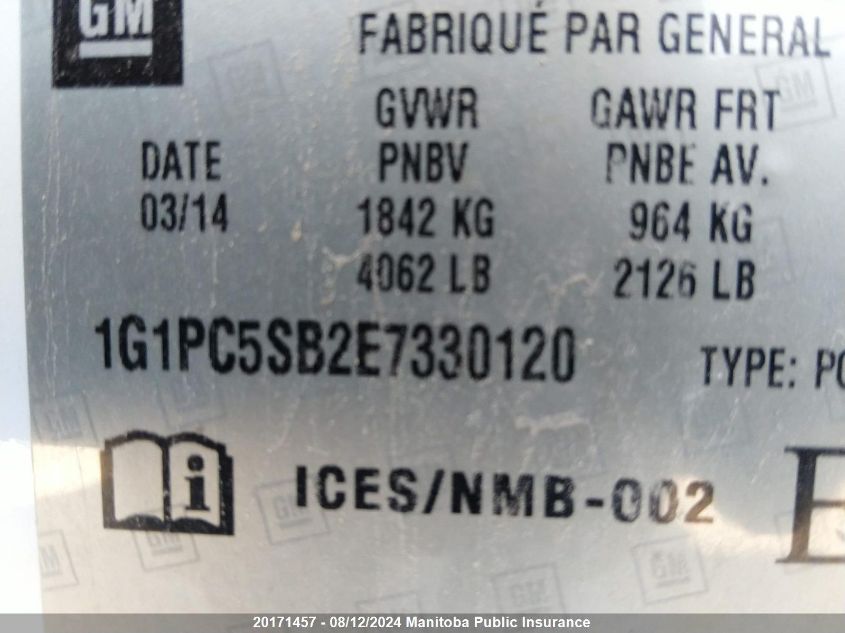 GM
FABRIQUÉ PAR GENERAL
GVWR GAWR FRT
DATE PNBV PNBE AV.
03/14 1842 KG 964 KG
4062 LB 2126 LB
1G1PC5SB2E7330120 TYPE:
i ICES/NMB-002
20171457 - 08/12/2024 Manitoba Public Insurance